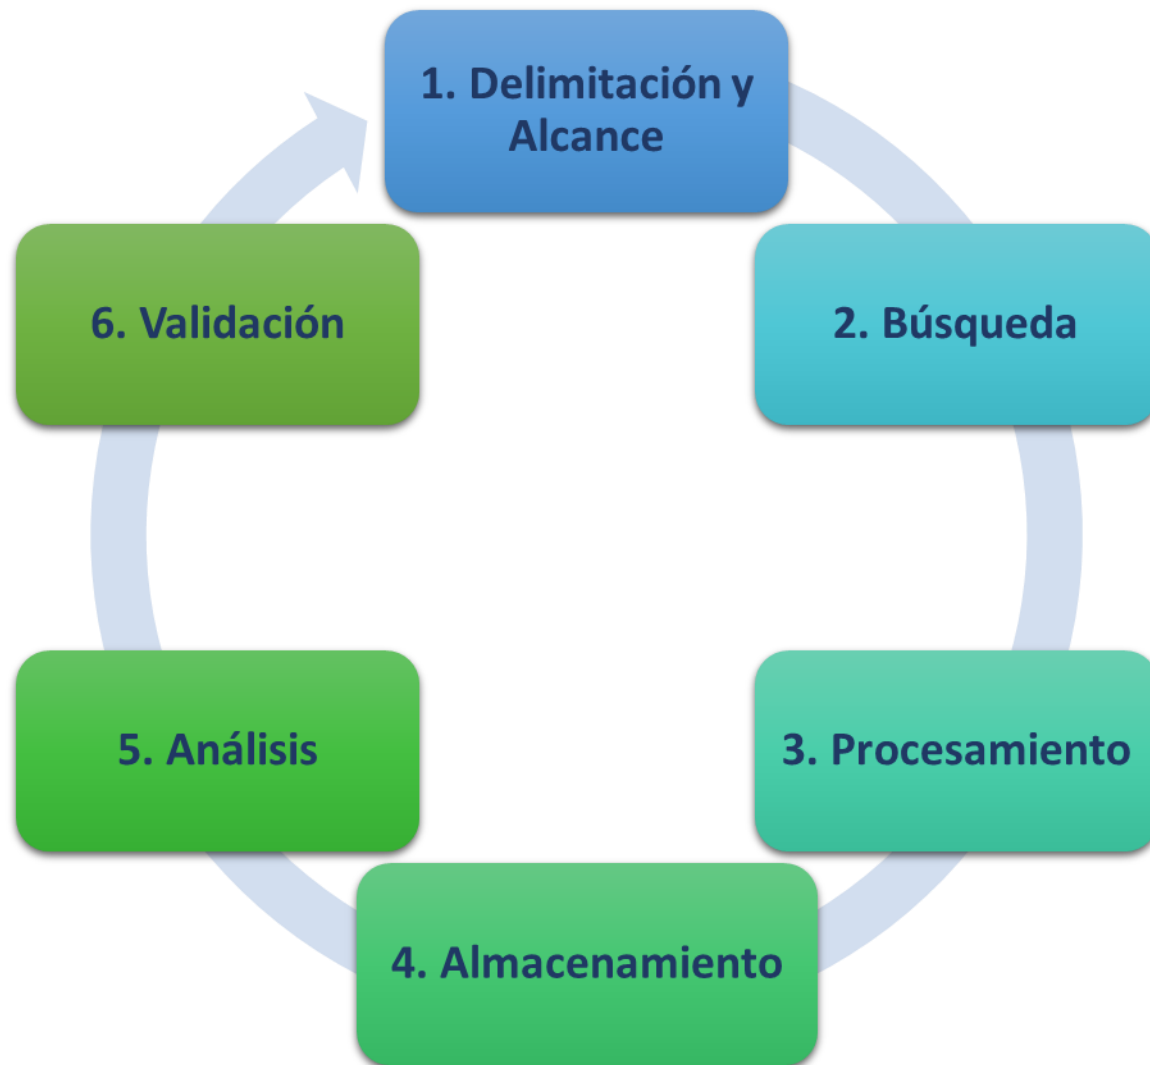 1. Delimitación y
Alcance
2. Búsqueda
3. Procesamiento
4. Almacenamiento
5. Análisis
6. Validación